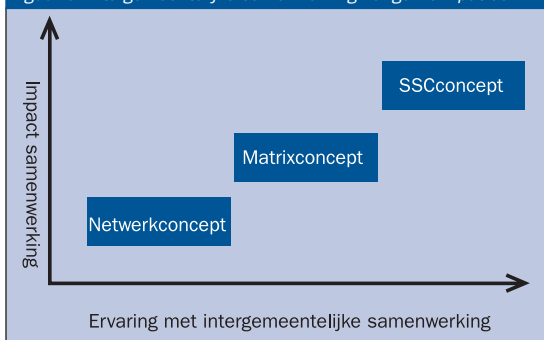 SSCconcept
Matrixconcept
Netwerkconcept
Impact samenwerking
Ervaring met intergemeentelijke samenwerking